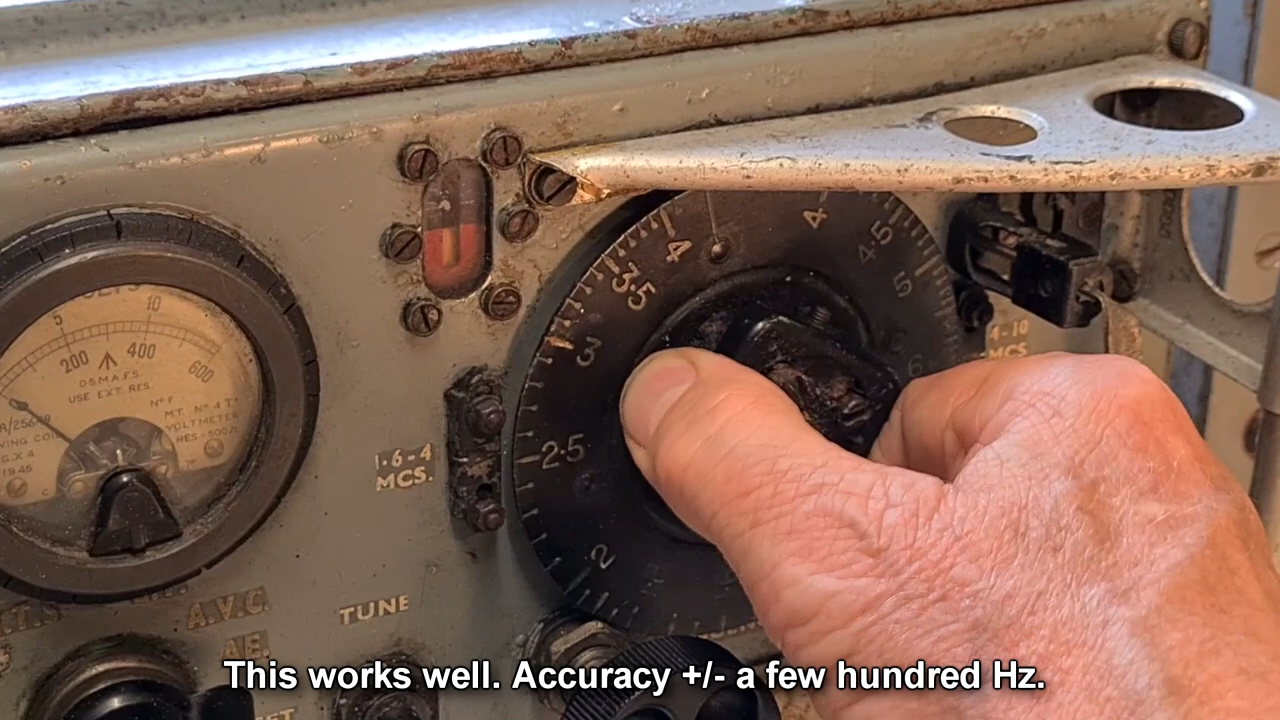 5
10
200
400
600
0·5 M.A. F.S.
USE EXT. RES.
MT. Nº 4 T
VOLTMETER
RES - 500Ω
1945
4
3·5
3
2·5
2
4
4·5
5
6
4-10
MCS
1·6-4
MCS.
A.V.C.
TUNE
AE.
This works well. Accuracy +/- a few hundred Hz.